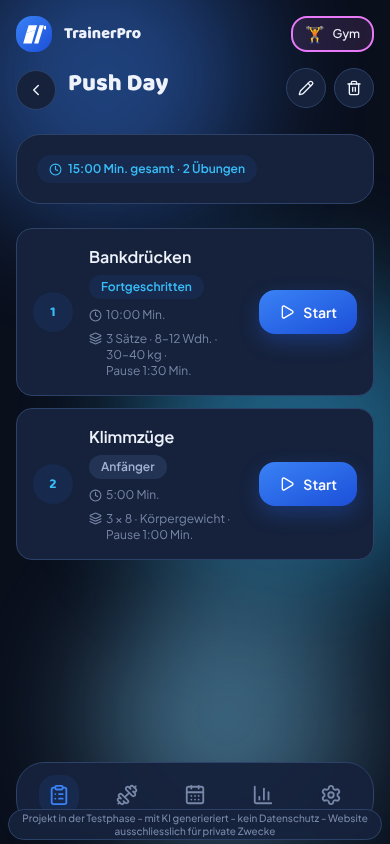 TrainerPro
Gym
Push Day
15:00 Min. gesamt · 2 Übungen
1
Bankdrücken
Fortgeschritten
10:00 Min.
3 Sätze · 8–12 Wdh. ·
30–40 kg ·
Pause 1:30 Min.
Start
2
Klimmzüge
Anfänger
5:00 Min.
3 × 8 · Körpergewicht ·
Pause 1:00 Min.
Start
Projekt in der Testphase – mit KI generieriert – kein Datenschutz – Website
ausschliesslich für private Zwecke